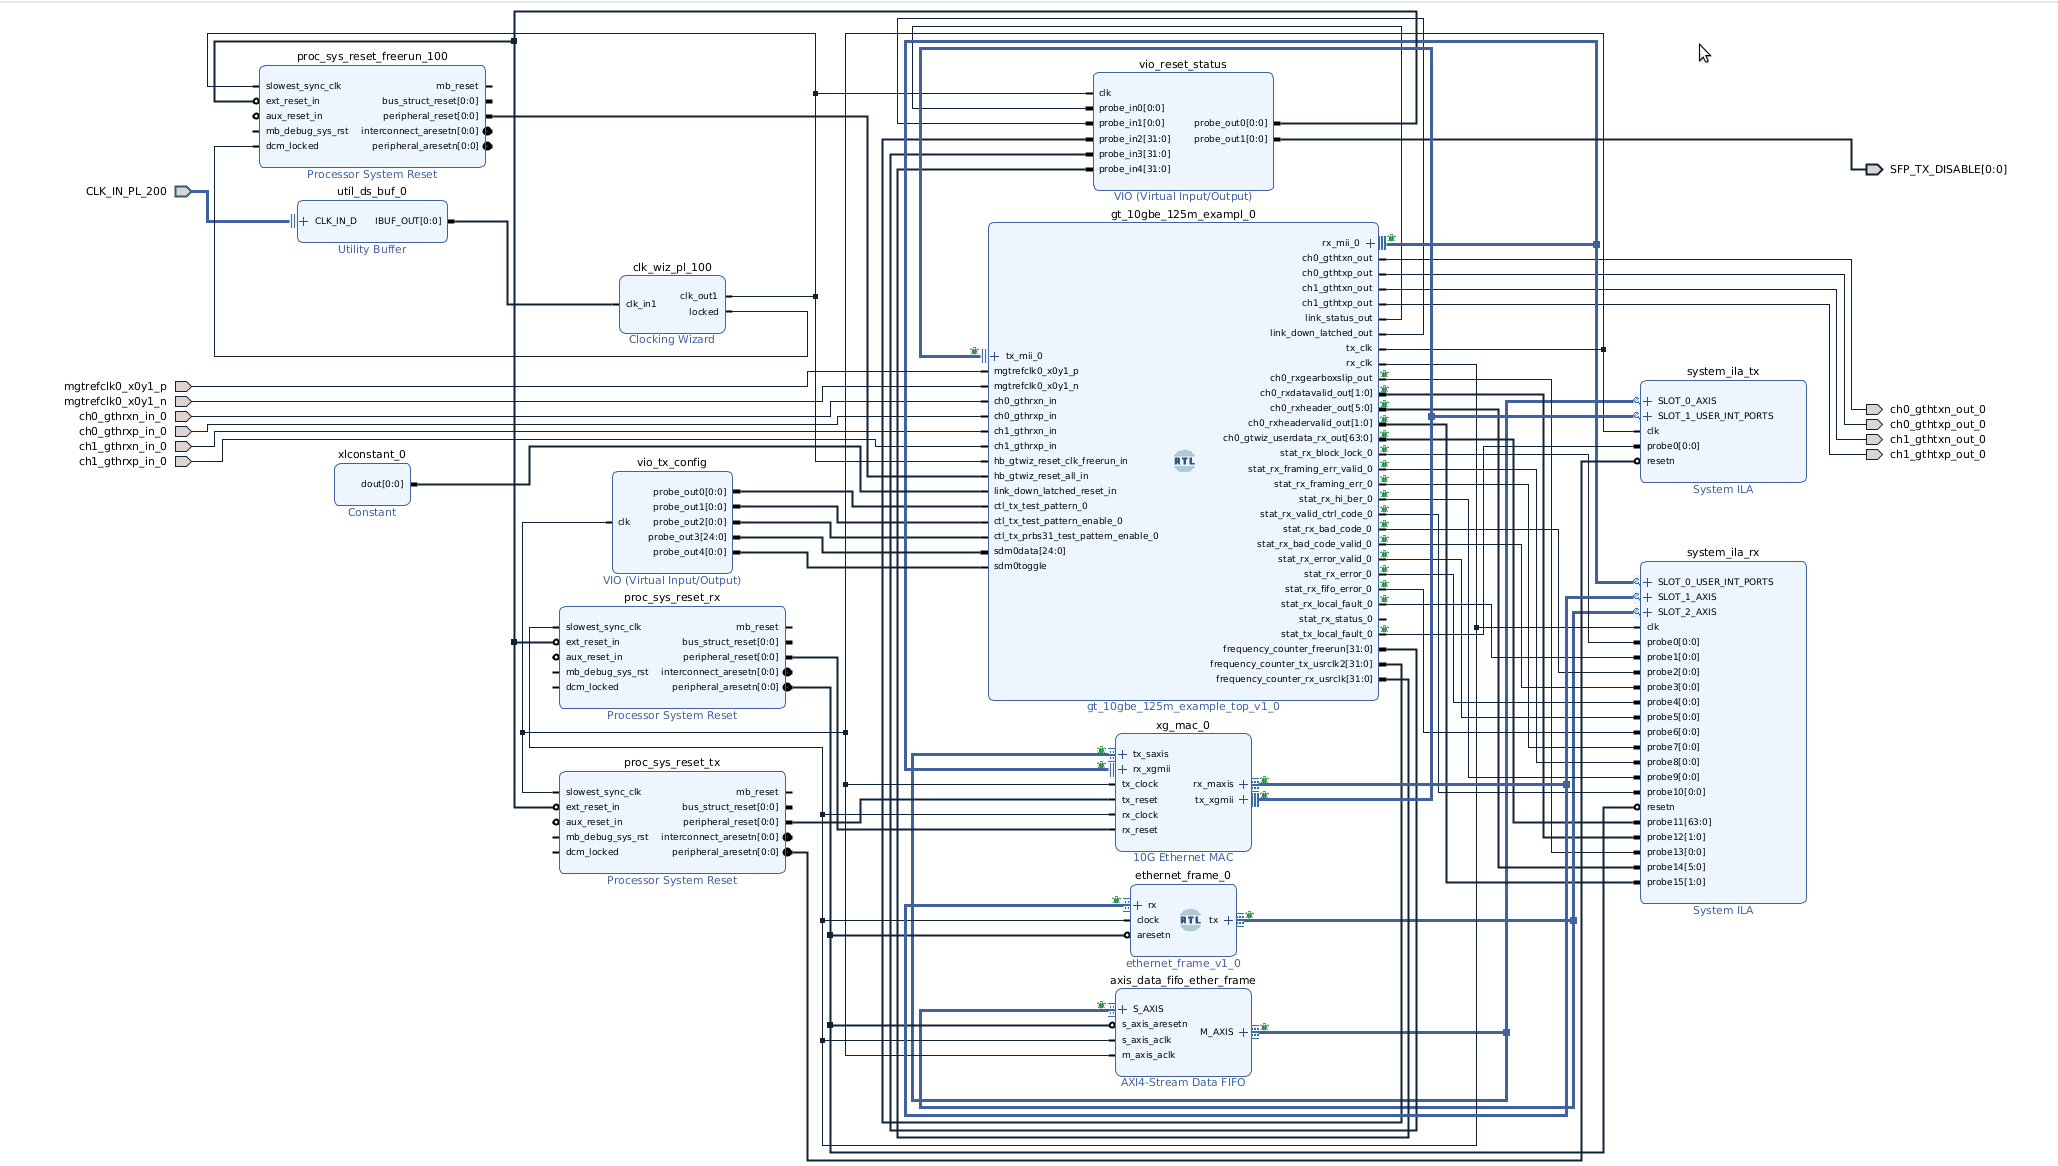 proc_sys_reset_freerun_100
slowest_sync_clk
ext_reset_in
aux_reset_in
mb_debug_sys_rst
dcm_locked
mb_reset
bus_struct_reset[0:0]
peripheral_reset[0:0]
interconnect_aresetn[0:0]
peripheral_aresetn[0:0]
Processor System Reset
CLK_IN_PL_200
util_ds_buf_0
CLK_IN_D
IBUF_OUT[0:0]
Utility Buffer
clk_wiz_pl_100
clk_in1
clk_out1
locked
Clocking Wizard
mgtrefclk0_x0y1_p
mgtrefclk0_x0y1_n
ch0_gthrxn_in_0
ch0_gthrxp_in_0
ch1_gthrxn_in_0
ch1_gthrxp_in_0
xlconstant_0
dout[0:0]
Constant
vio_tx_config
clk
probe_out0[0:0]
probe_out1[0:0]
probe_out2[0:0]
probe_out3[24:0]
probe_out4[0:0]
VIO (Virtual Input/Output)
proc_sys_reset_rx
slowest_sync_clk
ext_reset_in
aux_reset_in
mb_debug_sys_rst
dcm_locked
mb_reset
bus_struct_reset[0:0]
peripheral_reset[0:0]
interconnect_aresetn[0:0]
peripheral_aresetn[0:0]
Processor System Reset
proc_sys_reset_tx
slowest_sync_clk
ext_reset_in
aux_reset_in
mb_debug_sys_rst
dcm_locked
mb_reset
bus_struct_reset[0:0]
peripheral_reset[0:0]
interconnect_aresetn[0:0]
peripheral_aresetn[0:0]
Processor System Reset
vio_reset_status
clk
probe_in0[0:0]
probe_in1[0:0]
probe_in2[31:0]
probe_in3[31:0]
probe_in4[31:0]
probe_out0[0:0]
probe_out1[0:0]
VIO (Virtual Input/Output)
gt_10gbe_125m_exampl_0
tx_mii_0
mgtrefclk0_x0y1_p
mgtrefclk0_x0y1_n
ch0_gthrxn_in
ch0_gthrxp_in
ch1_gthrxn_in
ch1_gthrxp_in
hb_gtwiz_reset_clk_freerun_in
hb_gtwiz_reset_all_in
link_down_latched_reset_in
ctl_tx_test_pattern_0
ctl_tx_test_pattern_enable_0
ctl_tx_prbs31_test_pattern_enable_0
sdm0data[24:0]
sdm0toggle
RTL
rx_mii_0
ch0_gthtxn_out
ch0_gthtxp_out
ch1_gthtxn_out
ch1_gthtxp_out
link_status_out
link_down_latched_out
tx_clk
rx_clk
ch0_rxgearboxslip_out
ch0_rxdatavalid_out[1:0]
ch0_rxheader_out[5:0]
ch0_rxheadervalid_out[1:0]
ch0_gtwiz_userdata_rx_out[63:0]
stat_rx_block_lock_0
stat_rx_framing_err_valid_0
stat_rx_framing_err_0
stat_rx_hi_ber_0
stat_rx_valid_ctrl_code_0
stat_rx_bad_code_0
stat_rx_bad_code_valid_0
stat_rx_error_valid_0
stat_rx_error_0
stat_rx_fifo_error_0
stat_rx_local_fault_0
stat_rx_status_0
stat_tx_local_fault_0
frequency_counter_freerun[31:0]
frequency_counter_tx_usrclk2[31:0]
frequency_counter_rx_usrclk[31:0]
gt_10gbe_125m_example_top_v1_0
xg_mac_0
tx_saxis
rx_xgmii
tx_clock
tx_reset
rx_clock
rx_reset
rx_maxis
tx_xgmii
10G Ethernet MAC
ethernet_frame_0
rx
clock
aresetn
RTL
tx
ethernet_frame_v1_0
axis_data_fifo_ether_frame
S_AXIS
s_axis_aresetn
s_axis_aclk
m_axis_aclk
M_AXIS
AXI4-Stream Data FIFO
SFP_TX_DISABLE[0:0]
system_ila_tx
SLOT_0_AXIS
SLOT_1_USER_INT_PORTS
clk
probe0[0:0]
resetn
System ILA
ch0_gthtxn_out_0
ch0_gthtxp_out_0
ch1_gthtxn_out_0
ch1_gthtxp_out_0
system_ila_rx
SLOT_0_USER_INT_PORTS
SLOT_1_AXIS
SLOT_2_AXIS
clk
probe0[0:0]
probe1[0:0]
probe2[0:0]
probe3[0:0]
probe4[0:0]
probe5[0:0]
probe6[0:0]
probe7[0:0]
probe8[0:0]
probe9[0:0]
probe10[0:0]
resetn
probe11[63:0]
probe12[1:0]
probe13[0:0]
probe14[5:0]
probe15[1:0]
System ILA